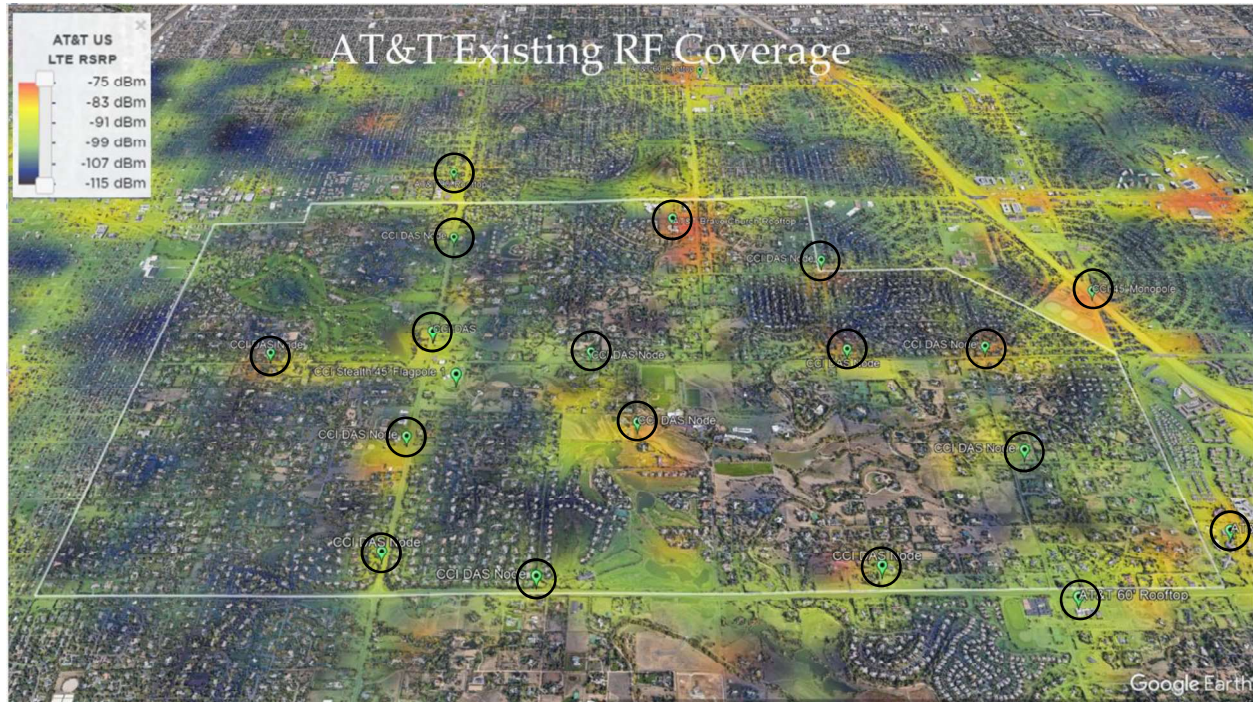 AT&T Existing RF Coverage
AT&T US
LTE RSRP
-75 dBm
-83 dBm
-91 dBm
-99 dBm
-107 dBm
-115 dBm
CCI DAS Node
Rooftop
CCI DAS Node
CCI 45' Monopole
CCI DAS Node
DAS
CCI DAS Node
CCI DAS Node
CCI DAS Node
CCI Stealth 45' Flagpole 1
CCI DAS Node
CCI DAS Node
CCI DAS Node
CCI DAS Node
CCI DAS Node
CCI DAS Node
AT&T 60' Rooftop
Google Earth